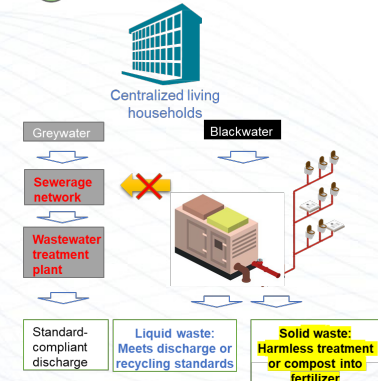 Centralized living
households
Greywater
Blackwater
Sewerage
network
Wastewater
treatment
plant
Standard-
compliant
discharge
Liquid waste:
Meets discharge or
recycling standards
Solid waste:
Harmless treatment
or compost into
fertilizer